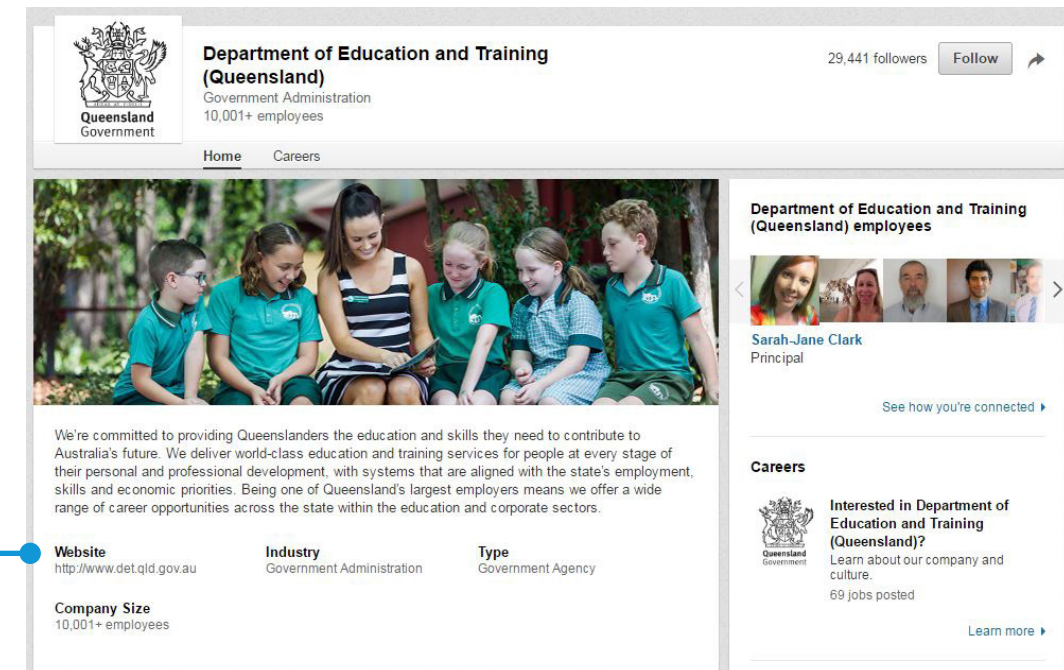 Queensland
Government
Department of Education and Training
(Queensland)
Government Administration
10,001+ employees
29,441 followers
Follow
Home Careers
We're committed to providing Queenslanders the education and skills they need to contribute to
Australia's future. We deliver world-class education and training services for people at every stage of
their personal and professional development, with systems that are aligned with the state's employment,
skills and economic priorities. Being one of Queensland's largest employers means we offer a wide
range of career opportunities across the state within the education and corporate sectors.
Website Industry Type
http://www.det.qld.gov.au Government Administration Government Agency
Company Size
10,001+ employees
Department of Education and Training
(Queensland) employees
Sarah-Jane Clark
Principal
See how you're connected
Careers
Queensland
Government
Interested in Department of
Education and Training
(Queensland)?
Learn about our company and
culture.
69 jobs posted
Learn more